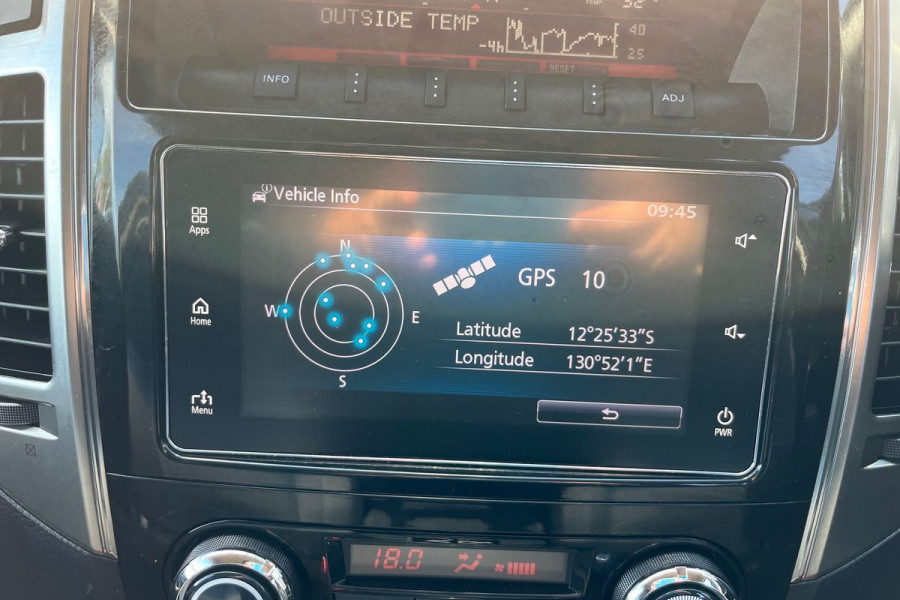 OUTSIDE TEMP
-4h
40
25
RESET
INFO
ADJ
Vehicle Info
09:45
Apps
Home
Menu
N
W
E
S
GPS 10
Latitude 12°25'33"S
Longitude 130°52'1"E
PWR
18.0